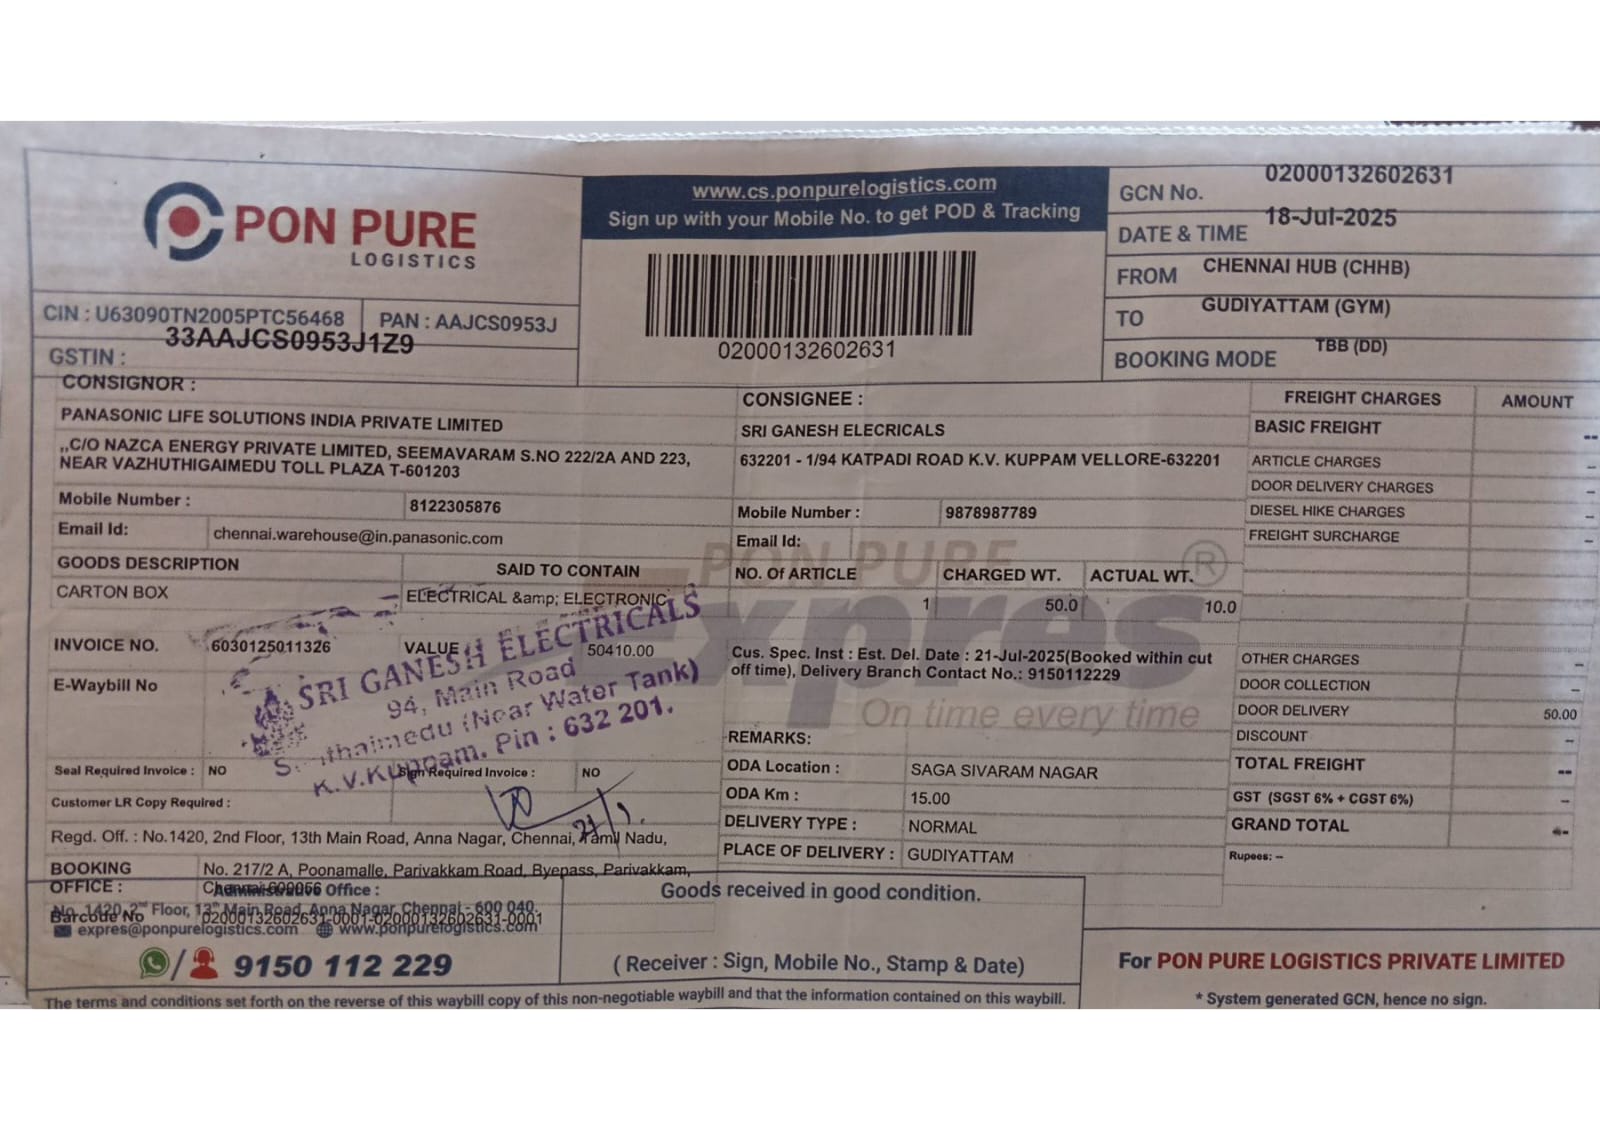 PON PURE
LOGISTICS
CIN : U63090TN2005PTC56468
PAN : AAJCS0953J
GSTIN :
33AAJCS0953J1Z9
www.cs.ponpurelogistics.com
Sign up with your Mobile No. to get POD & Tracking
02000132602631
GCN No. 02000132602631
DATE & TIME 18-Jul-2025
FROM CHENNAI HUB (CHHB)
TO GUDIYATTAM (GYM)
BOOKING MODE TBB (DD)
CONSIGNOR :
PANASONIC LIFE SOLUTIONS INDIA PRIVATE LIMITED
,,C/O NAZCA ENERGY PRIVATE LIMITED, SEEMAVARAM S.NO 222/2A AND 223,
NEAR VAZHUTHIGAIMEDU TOLL PLAZA T-601203
Mobile Number : 8122305876
Email Id: chennai.warehouse@in.panasonic.com
CONSIGNEE :
SRI GANESH ELECRICALS
632201 - 1/94 KATPADI ROAD K.V. KUPPAM VELLORE-632201
Mobile Number : 9878987789
Email Id:
FREIGHT CHARGES AMOUNT
BASIC FREIGHT --
ARTICLE CHARGES –
DOOR DELIVERY CHARGES –
DIESEL HIKE CHARGES –
FREIGHT SURCHARGE –
GOODS DESCRIPTION SAID TO CONTAIN NO. Of ARTICLE CHARGED WT. ACTUAL WT.
CARTON BOX ELECTRICAL &amp; ELECTRONIC 1 50.0 10.0
PON PURE
Expres ®
On time every time
INVOICE NO. 6030125011326 VALUE 50410.00
E-Waybill No
Cus. Spec. Inst : Est. Del. Date : 21-Jul-2025(Booked within cut
off time), Delivery Branch Contact No.: 9150112229
SRI GANESH ELECTRICALS
94, Main Road
(Near Water Tank)
K.V.Kuppam. Pin : 632 201.
OTHER CHARGES –
DOOR COLLECTION –
DOOR DELIVERY 50.00
DISCOUNT –
TOTAL FREIGHT --
GST (SGST 6% + CGST 6%) –
GRAND TOTAL --
Rupees: –
REMARKS:
ODA Location : SAGA SIVARAM NAGAR
ODA Km : 15.00
DELIVERY TYPE : NORMAL
PLACE OF DELIVERY : GUDIYATTAM
Seal Required Invoice : NO Sign Required Invoice : NO
Customer LR Copy Required :
Regd. Off. : No.1420, 2nd Floor, 13th Main Road, Anna Nagar, Chennai, Tamil Nadu,
BOOKING OFFICE : No. 217/2 A, Poonamalle, Parivakkam Road, Byepass, Parivakkam,
Chennai-600056
Administrative Office :
No. 1420, 2nd Floor, 13th Main Road, Anna Nagar, Chennai - 600 040.
Barcode No 02000132602631-0001-02000132602631-0001
expres@ponpurelogistics.com www.ponpurelogistics.com
9150 112 229
Goods received in good condition.
( Receiver : Sign, Mobile No., Stamp & Date)
For PON PURE LOGISTICS PRIVATE LIMITED
* System generated GCN, hence no sign.
The terms and conditions set forth on the reverse of this waybill copy of this non-negotiable waybill and that the information contained on this waybill.